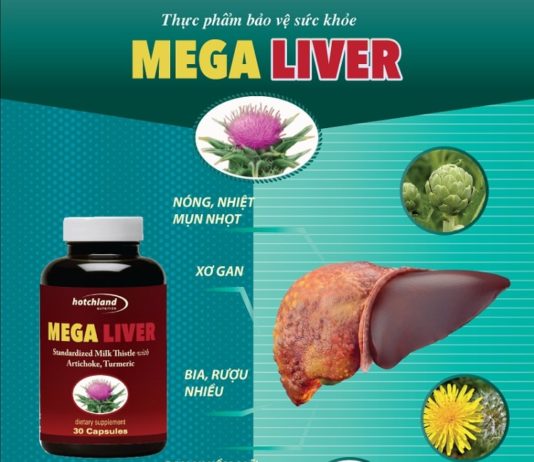 Thực phẩm bảo vệ sức khỏe
MEGA LIVER
NÓNG, NHIỆT
MỤN NHỌT
XƠ GAN
BIA, RƯỢU
NHIỀU
hotchland
NUTRITION
MEGA LIVER
Standardized Milk Thistle with
Artichoke, Turmeric
dietary supplement
30 Capsules